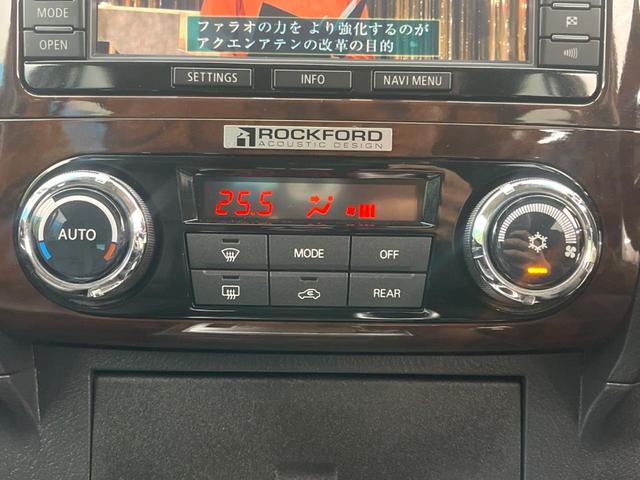 MODE
OPEN
ファラオの力を より強化するのが
アクエンアテンの改革の目的
SETTINGS
INFO
NAVI MENU
ROCKFORD
ACOUSTIC DESIGN
AUTO
25.5
MODE
OFF
REAR